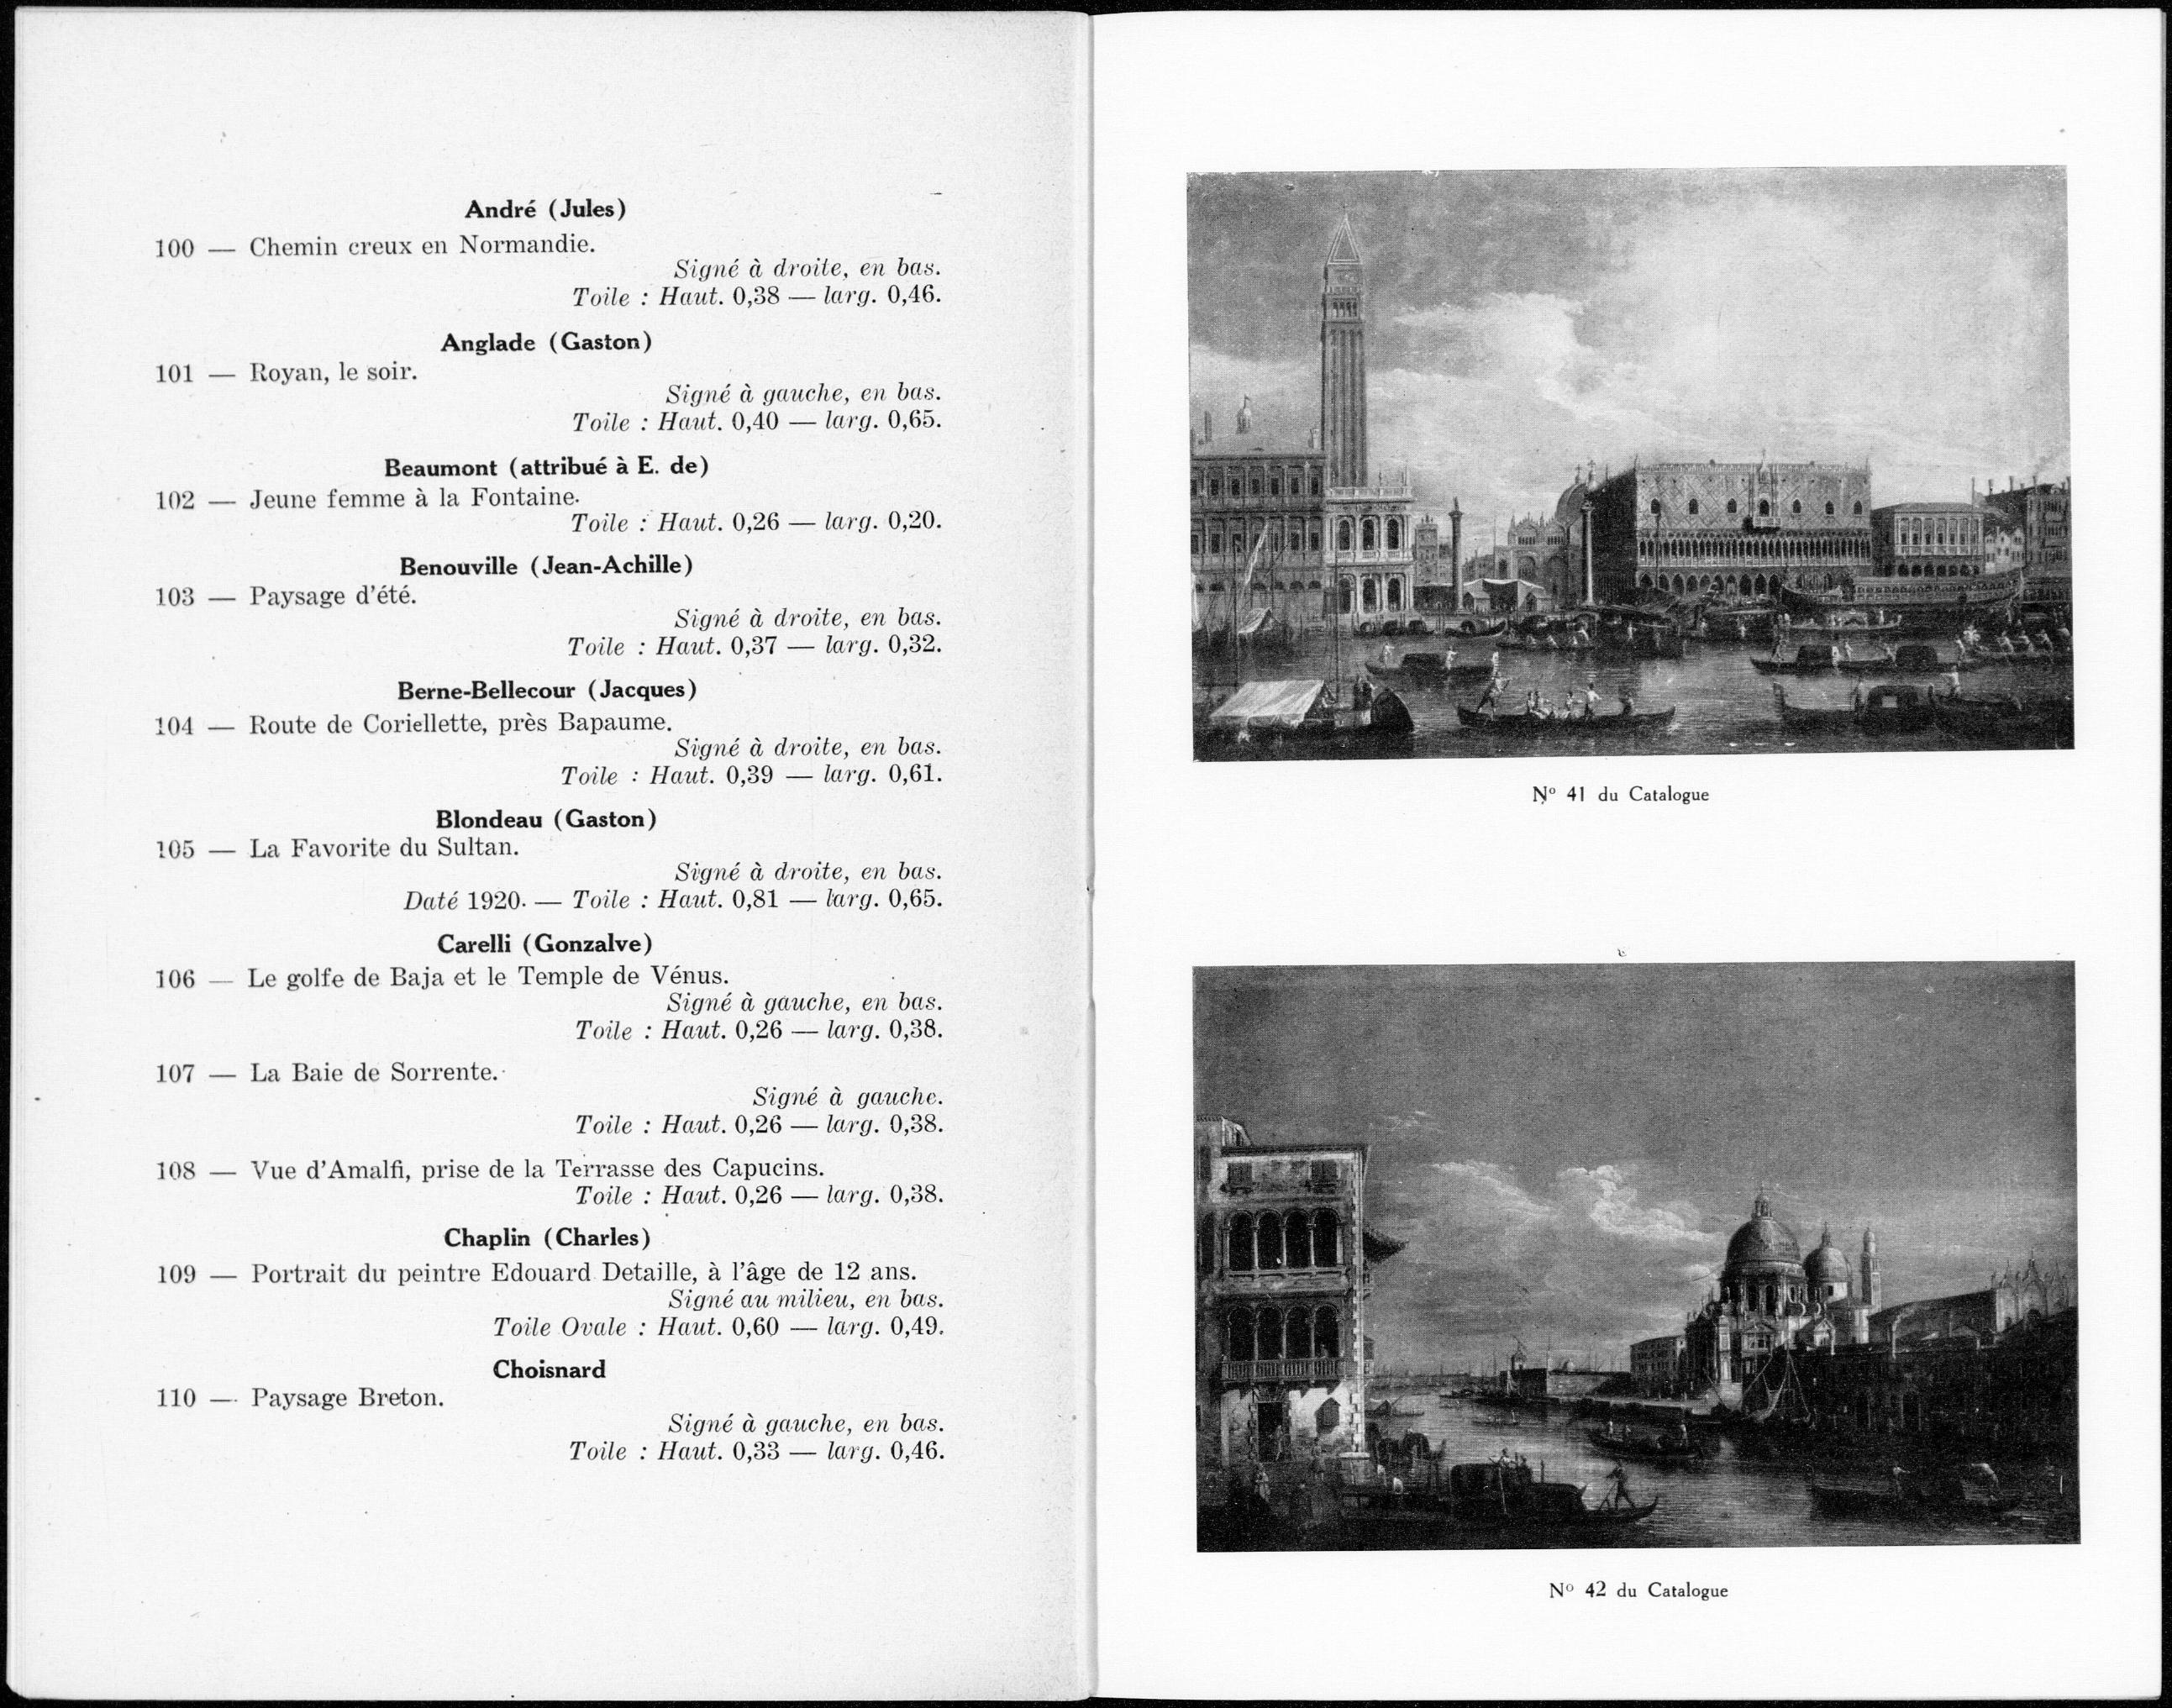 André (Jules)
100 — Chemin creux en Normandie.
Signé à droite, en bas.
Toile : Haut. 0,38 — larg. 0,46.
Anglade (Gaston)
101 — Royan, le soir.
Signé à gauche, en bas.
Toile : Haut. 0,40 — larg. 0,65.
Beaumont (attribué à E. de)
102 — Jeune femme à la Fontaine.
Toile : Haut. 0,26 — larg. 0,20.
Benouville (Jean-Achille)
103 — Paysage d'été.
Signé à droite, en bas.
Toile : Haut. 0,37 — larg. 0,32.
Berne-Bellecour (Jacques)
104 — Route de Coriellette, près Bapaume.
Signé à droite, en bas.
Toile : Haut. 0,39 — larg. 0,61.
Blondeau (Gaston)
105 — La Favorite du Sultan.
Signé à droite, en bas.
Daté 1920. — Toile : Haut. 0,81 — larg. 0,65.
Carelli (Gonzalve)
106 — Le golfe de Baja et le Temple de Vénus.
Signé à gauche, en bas.
Toile : Haut. 0,26 — larg. 0,38.
107 — La Baie de Sorrente.
Signé à gauche.
Toile : Haut. 0,26 — larg. 0,38.
108 — Vue d'Amalfi, prise de la Terrasse des Capucins.
Toile : Haut. 0,26 — larg. 0,38.
Chaplin (Charles)
109 — Portrait du peintre Edouard Detaille, à l'âge de 12 ans.
Signé au milieu, en bas.
Toile Ovale : Haut. 0,60 — larg. 0,49.
Choisnard
110 — Paysage Breton.
Signé à gauche, en bas.
Toile : Haut. 0,33 — larg. 0,46.
Nº 41 du Catalogue
Nº 42 du Catalogue